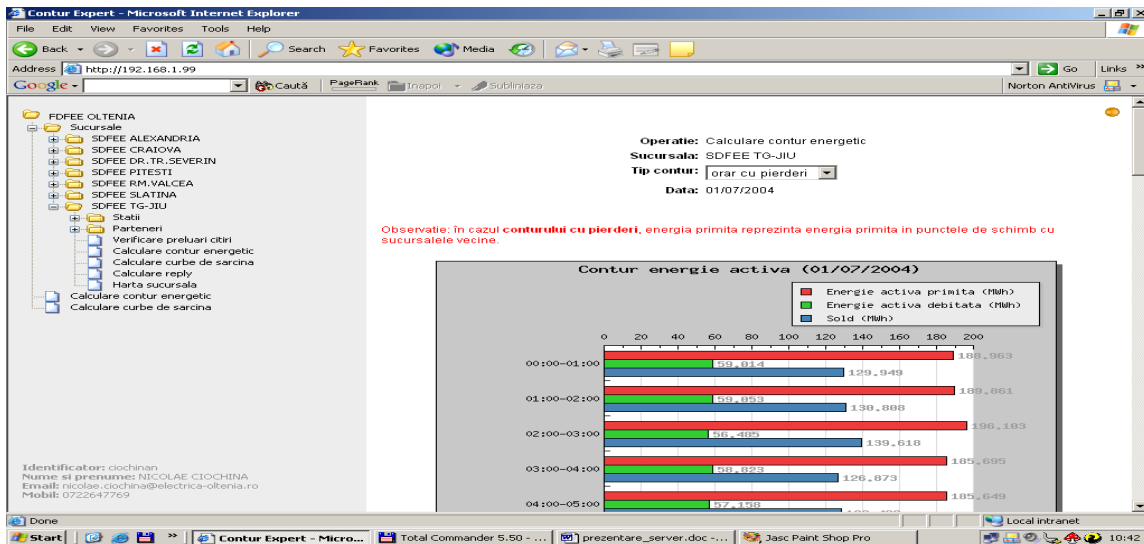 Contur Expert - Microsoft Internet Explorer
File Edit View Favorites Tools Help
Back Search Favorites Media
Address http://192.168.1.99 Go Links »
Google Caută PageRank Inapoi Subliniaza Norton AntiVirus
FDFEE OLTENIA
Sucursale
SDFEE ALEXANDRIA
SDFEE CRAIOVA
SDFEE DR.TR.SEVERIN
SDFEE PITESTI
SDFEE RM.VALCEA
SDFEE SLATINA
SDFEE TG-JIU
Statii
Parteneri
Verificare preluari citiri
Calculare contur energetic
Calculare curbe de sarcina
Calculare reply
Harta sucursala
Calculare contur energetic
Calculare curbe de sarcina
Identificator: ciochinan
Nume si prenume: NICOLAE CIOCHINA
Email: nicolae.ciochina@electrica-oltenia.ro
Mobil: 0722647769
Operatie: Calculare contur energetic
Sucursala: SDFEE TG-JIU
Tip contur: orar cu pierderi
Data: 01/07/2004
Observatie: în cazul conturului cu pierderi, energia primita reprezinta energia primita in punctele de schimb cu
sucursalele vecine.
Contur energie activa (01/07/2004)
Energie activa primita (MWh)
Energie activa debitata (MWh)
Sold (MWh)
0 20 40 60 80 100 120 140 160 180 200
00:00-01:00 188,963
59,014
129,949
01:00-02:00 189,861
59,053
130,808
02:00-03:00 196,103
56,485
139,618
03:00-04:00 185,695
58,823
126,873
04:00-05:00 185,649
57,158
Done Local intranet
Start » Contur Expert - Micro... Total Commander 5.50 - ... prezentare_server.doc -... Jasc Paint Shop Pro 10:42